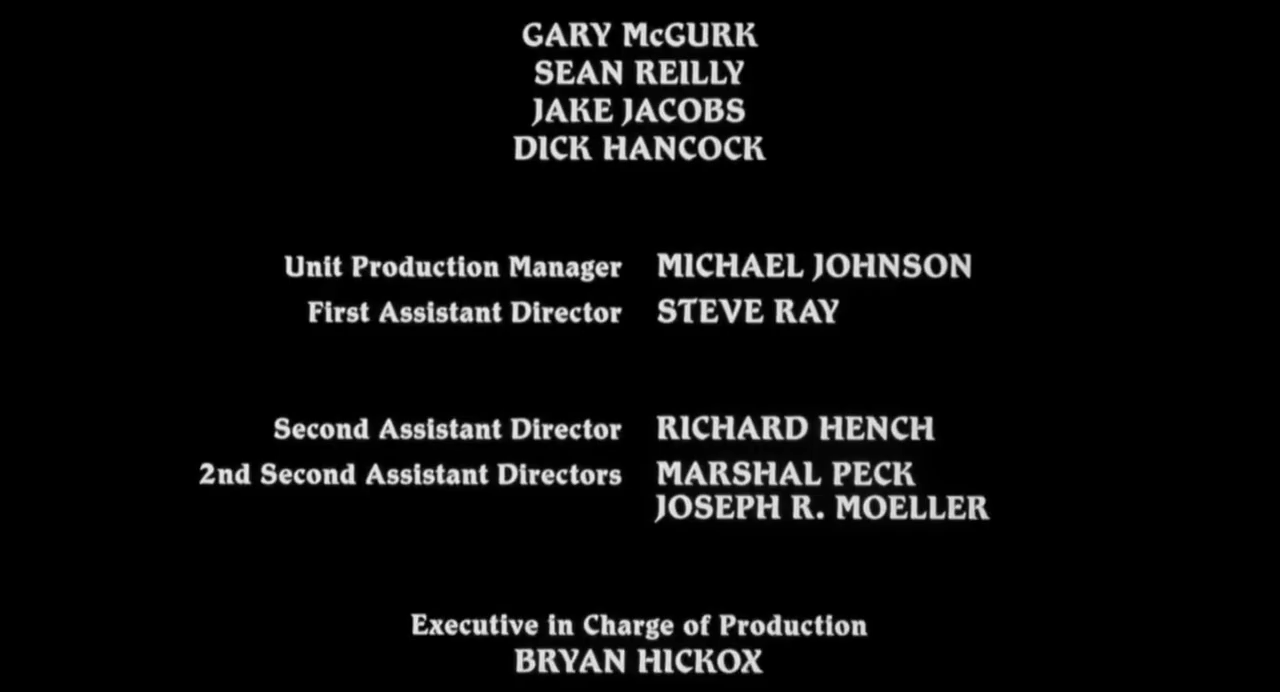 GARY McGURK
SEAN REILLY
JAKE JACOBS
DICK HANCOCK
Unit Production Manager MICHAEL JOHNSON
First Assistant Director STEVE RAY
Second Assistant Director RICHARD HENCH
2nd Second Assistant Directors MARSHAL PECK
JOSEPH R. MOELLER
Executive in Charge of Production
BRYAN HICKOX